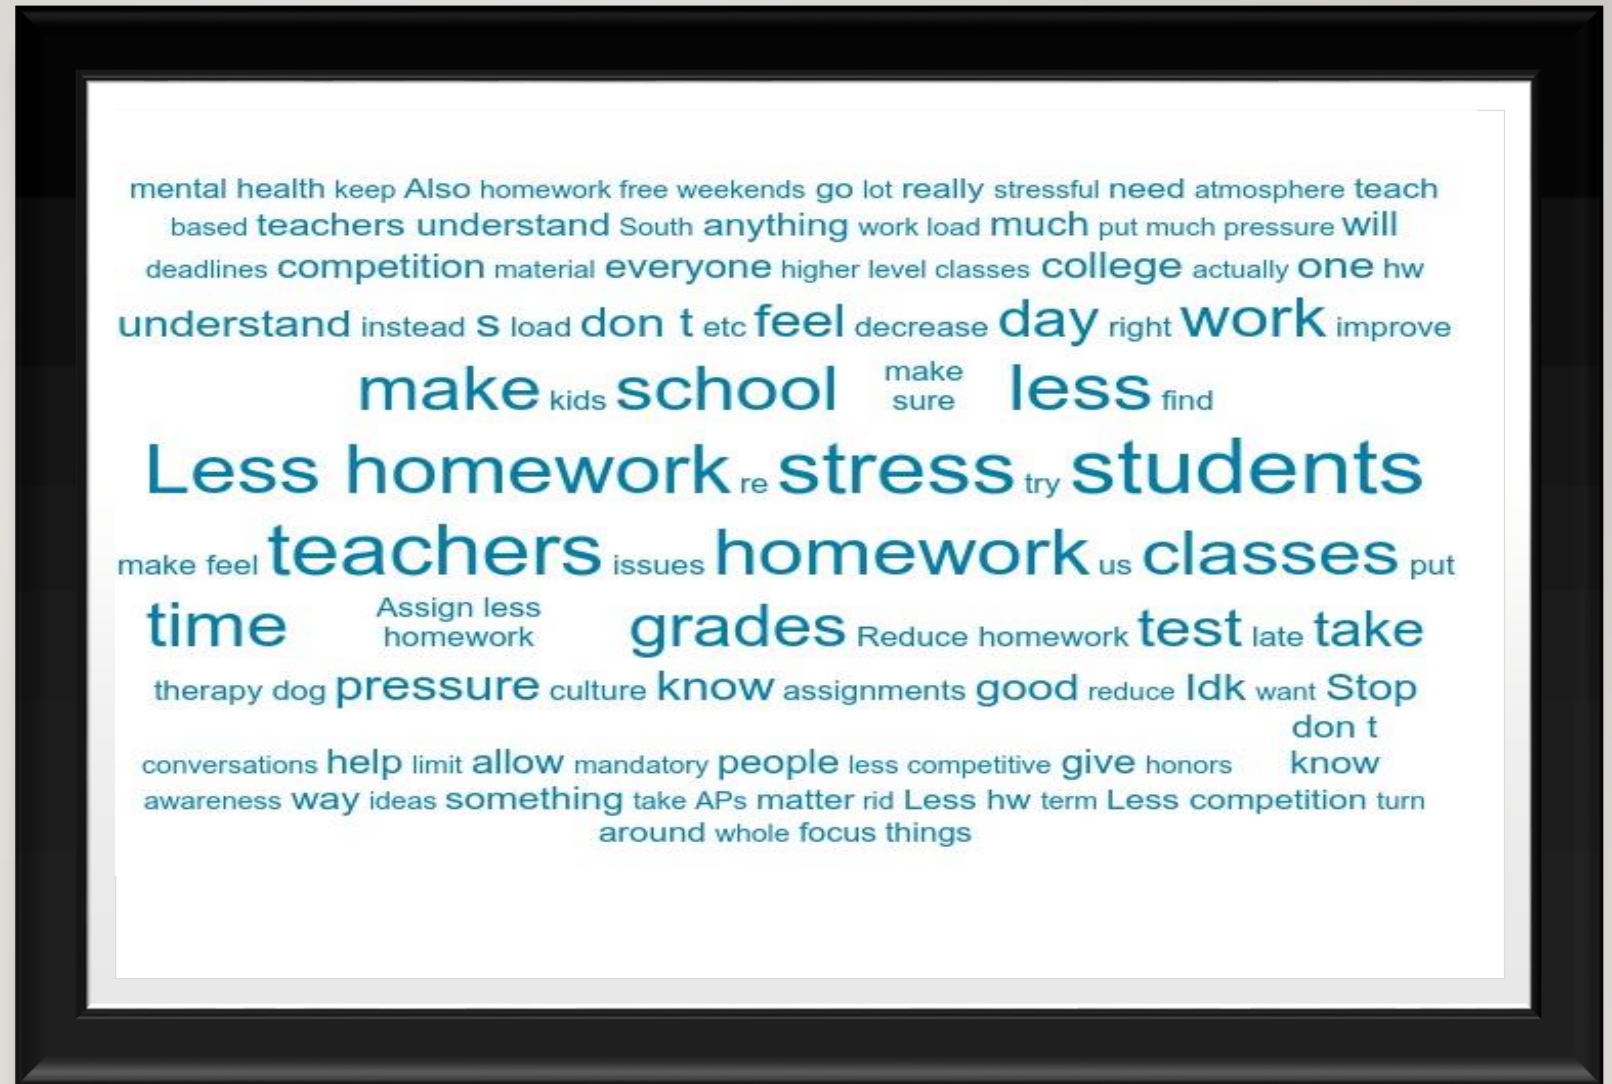 mental health keep Also homework free weekends go lot really stressful need atmosphere teach
based teachers understand South anything work load much put much pressure will
deadlines competition material everyone higher level classes college actually one hw
understand instead s load don t etc feel decrease day right work improve
make kids school make sure less find
Less homework re stress try students
make feel teachers issues homework us classes put
time Assign less homework grades Reduce homework test late take
therapy dog pressure culture know assignments good reduce Idk want Stop
conversations help limit allow mandatory people less competitive give honors don t know
awareness way ideas something take APs matter rid Less hw term Less competition turn
around whole focus things